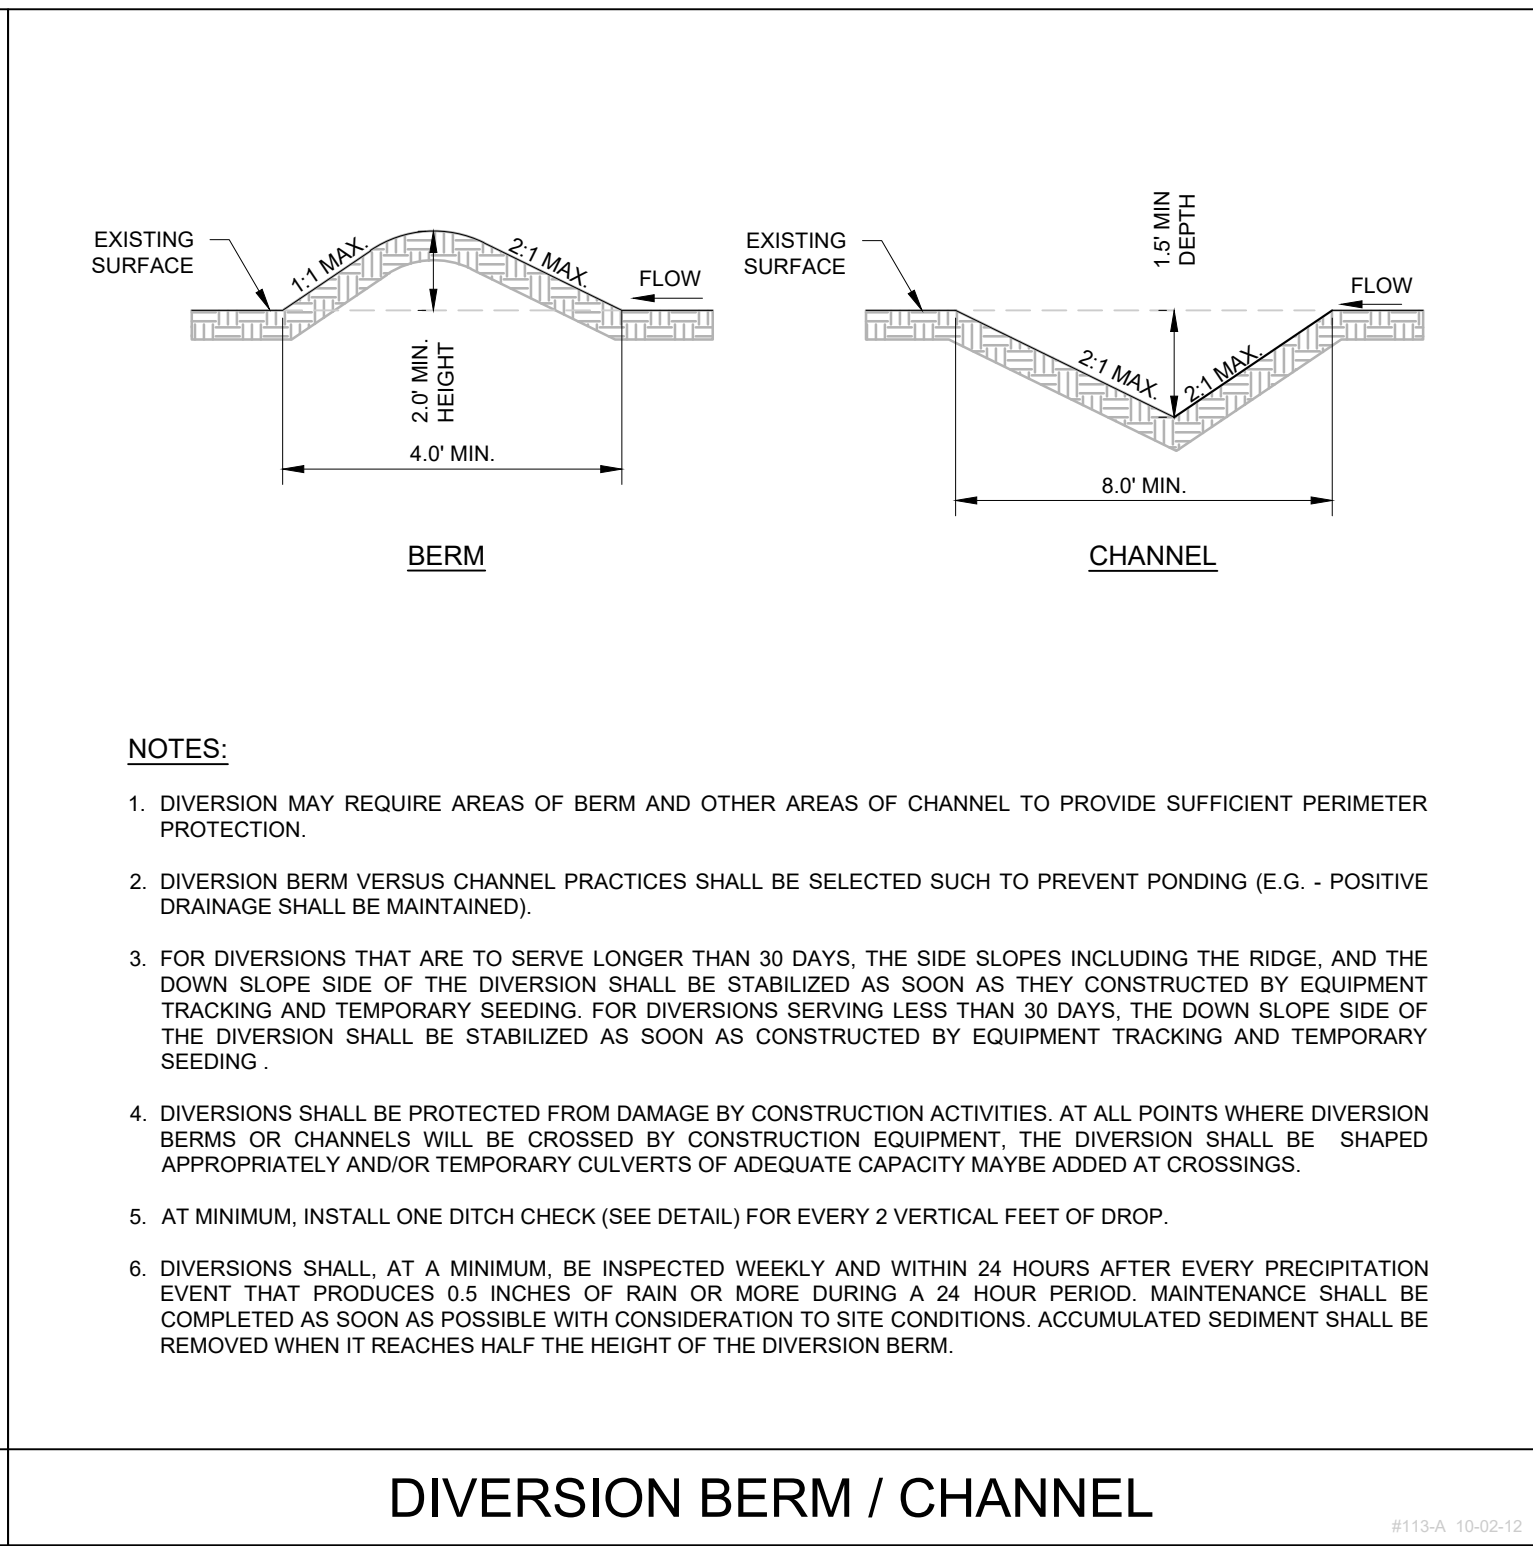 EXISTING
SURFACE
1:1 MAX.
2:1 MAX.
FLOW
2.0' MIN.
HEIGHT
4.0' MIN.
BERM
EXISTING
SURFACE
1.5' MIN
DEPTH
FLOW
2:1 MAX.
2:1 MAX.
8.0' MIN.
CHANNEL
NOTES:
1. DIVERSION MAY REQUIRE AREAS OF BERM AND OTHER AREAS OF CHANNEL TO PROVIDE SUFFICIENT PERIMETER
PROTECTION.
2. DIVERSION BERM VERSUS CHANNEL PRACTICES SHALL BE SELECTED SUCH TO PREVENT PONDING (E.G. - POSITIVE
DRAINAGE SHALL BE MAINTAINED).
3. FOR DIVERSIONS THAT ARE TO SERVE LONGER THAN 30 DAYS, THE SIDE SLOPES INCLUDING THE RIDGE, AND THE
DOWN SLOPE SIDE OF THE DIVERSION SHALL BE STABILIZED AS SOON AS THEY CONSTRUCTED BY EQUIPMENT
TRACKING AND TEMPORARY SEEDING. FOR DIVERSIONS SERVING LESS THAN 30 DAYS, THE DOWN SLOPE SIDE OF
THE DIVERSION SHALL BE STABILIZED AS SOON AS CONSTRUCTED BY EQUIPMENT TRACKING AND TEMPORARY
SEEDING .
4. DIVERSIONS SHALL BE PROTECTED FROM DAMAGE BY CONSTRUCTION ACTIVITIES. AT ALL POINTS WHERE DIVERSION
BERMS OR CHANNELS WILL BE CROSSED BY CONSTRUCTION EQUIPMENT, THE DIVERSION SHALL BE SHAPED
APPROPRIATELY AND/OR TEMPORARY CULVERTS OF ADEQUATE CAPACITY MAYBE ADDED AT CROSSINGS.
5. AT MINIMUM, INSTALL ONE DITCH CHECK (SEE DETAIL) FOR EVERY 2 VERTICAL FEET OF DROP.
6. DIVERSIONS SHALL, AT A MINIMUM, BE INSPECTED WEEKLY AND WITHIN 24 HOURS AFTER EVERY PRECIPITATION
EVENT THAT PRODUCES 0.5 INCHES OF RAIN OR MORE DURING A 24 HOUR PERIOD. MAINTENANCE SHALL BE
COMPLETED AS SOON AS POSSIBLE WITH CONSIDERATION TO SITE CONDITIONS. ACCUMULATED SEDIMENT SHALL BE
REMOVED WHEN IT REACHES HALF THE HEIGHT OF THE DIVERSION BERM.
DIVERSION BERM / CHANNEL
#113-A 10-02-12